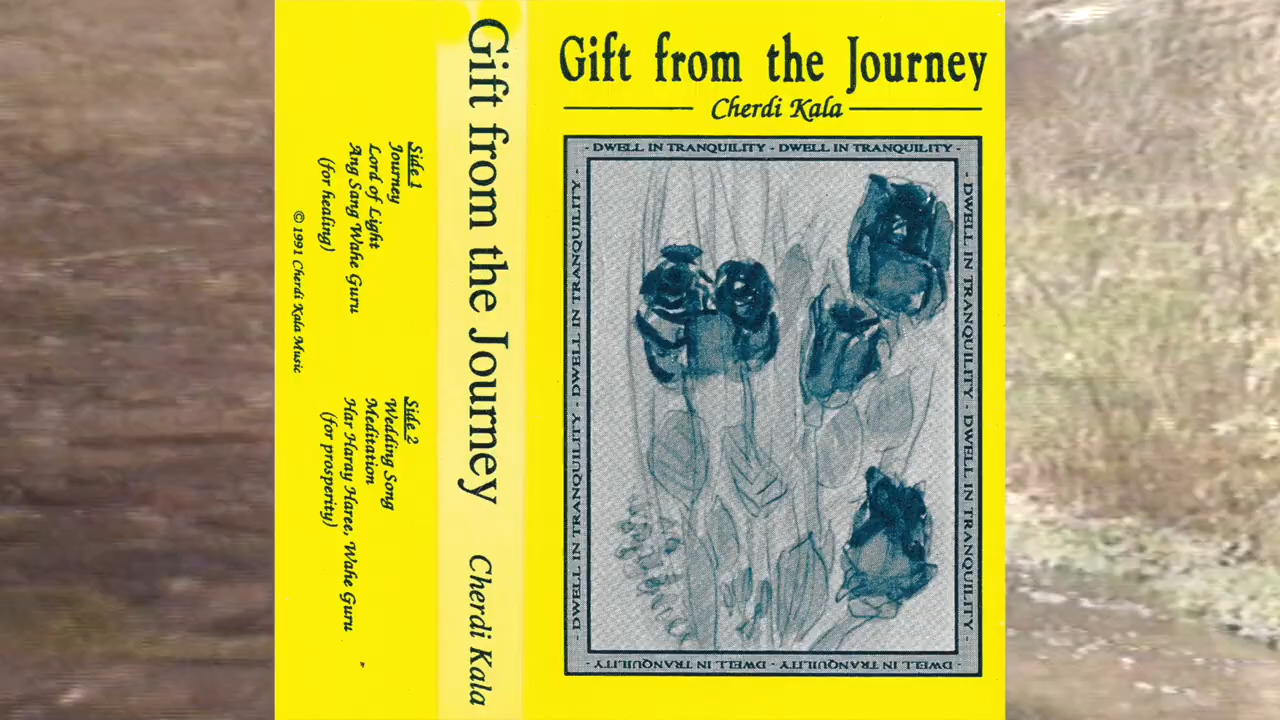 Gift from the Journey
Cherdi Kala
- DWELL IN TRANQUILITY - DWELL IN TRANQUILITY -
- DWELL IN TRANQUILITY - DWELL IN TRANQUILITY -
- DWELL IN TRANQUILITY - DWELL IN TRANQUILITY -
- DWELL IN TRANQUILITY - DWELL IN TRANQUILITY -
Gift from the Journey Cherdi Kala
Side 1
Journey
Lord of Light
Ang Sang Wahe Guru
(for healing)
Side 2
Wedding Song
Meditation
Har Haray Haree, Wahe Guru
(for prosperity)
© 1991 Cherdi Kala Music